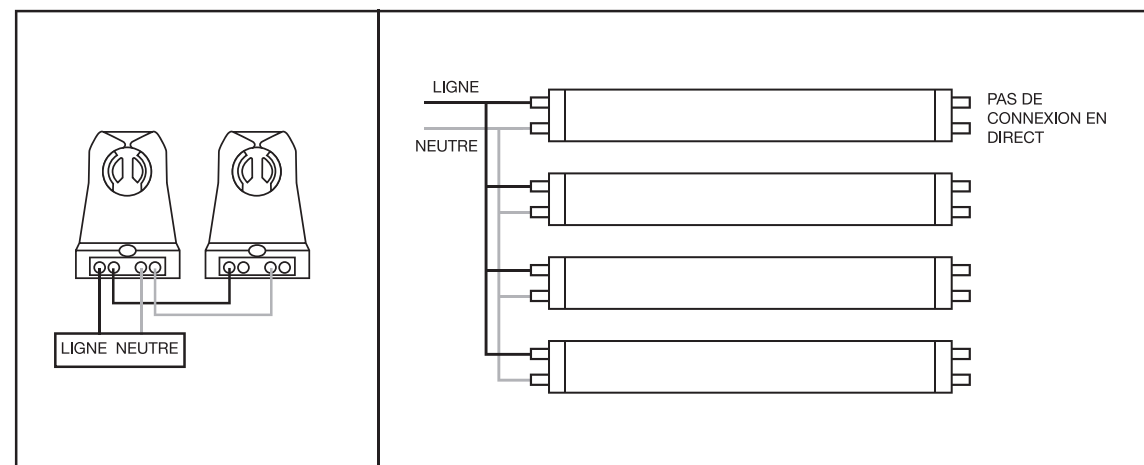 LIGNE NEUTRE
LIGNE
NEUTRE
PAS DE
CONNEXION EN
DIRECT